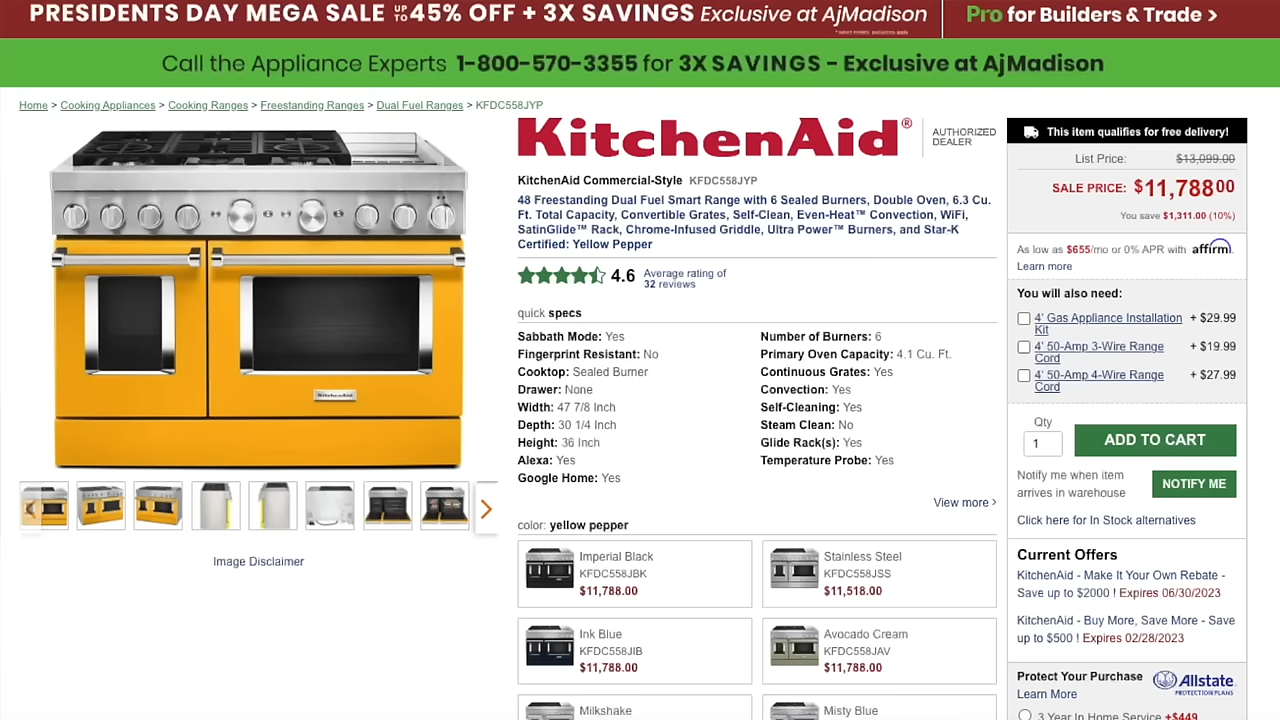 PRESIDENTS DAY MEGA SALE UP TO 45% OFF + 3X SAVINGS Exclusive at AjMadison
* select models, exclusions apply
Pro for Builders & Trade >
Call the Appliance Experts 1-800-570-3355 for 3X SAVINGS - Exclusive at AjMadison
Home > Cooking Appliances > Cooking Ranges > Freestanding Ranges > Dual Fuel Ranges > KFDC558JYP
KitchenAid
Image Disclaimer
KitchenAid® AUTHORIZED
DEALER
KitchenAid Commercial-Style KFDC558JYP
48 Freestanding Dual Fuel Smart Range with 6 Sealed Burners, Double Oven, 6.3 Cu.
Ft. Total Capacity, Convertible Grates, Self-Clean, Even-Heat™ Convection, WiFi,
SatinGlide™ Rack, Chrome-Infused Griddle, Ultra Power™ Burners, and Star-K
Certified: Yellow Pepper
4.6 Average rating of
32 reviews
quick specs
Sabbath Mode: Yes
Fingerprint Resistant: No
Cooktop: Sealed Burner
Drawer: None
Width: 47 7/8 Inch
Depth: 30 1/4 Inch
Height: 36 Inch
Alexa: Yes
Google Home: Yes
Number of Burners: 6
Primary Oven Capacity: 4.1 Cu. Ft.
Continuous Grates: Yes
Convection: Yes
Self-Cleaning: Yes
Steam Clean: No
Glide Rack(s): Yes
Temperature Probe: Yes
View more >
color: yellow pepper
Imperial Black
KFDC558JBK
$11,788.00
Stainless Steel
KFDC558JSS
$11,518.00
Ink Blue
KFDC558JIB
$11,788.00
Avocado Cream
KFDC558JAV
$11,788.00
Milkshake
Misty Blue
This item qualifies for free delivery!
List Price: $13,099.00
SALE PRICE: $11,788.00
You save $1,311.00 (10%)
As low as $655/mo or 0% APR with affirm.
Learn more
You will also need:
4' Gas Appliance Installation
Kit
+ $29.99
4' 50-Amp 3-Wire Range
Cord
+ $19.99
4' 50-Amp 4-Wire Range
Cord
+ $27.99
Qty
1
ADD TO CART
Notify me when item
arrives in warehouse
NOTIFY ME
Click here for In Stock alternatives
Current Offers
KitchenAid - Make It Your Own Rebate -
Save up to $2000 ! Expires 06/30/2023
KitchenAid - Buy More, Save More - Save
up to $500 ! Expires 02/28/2023
Protect Your Purchase
Learn More
Allstate
PROTECTION PLANS
3 Year In Home Service +$449